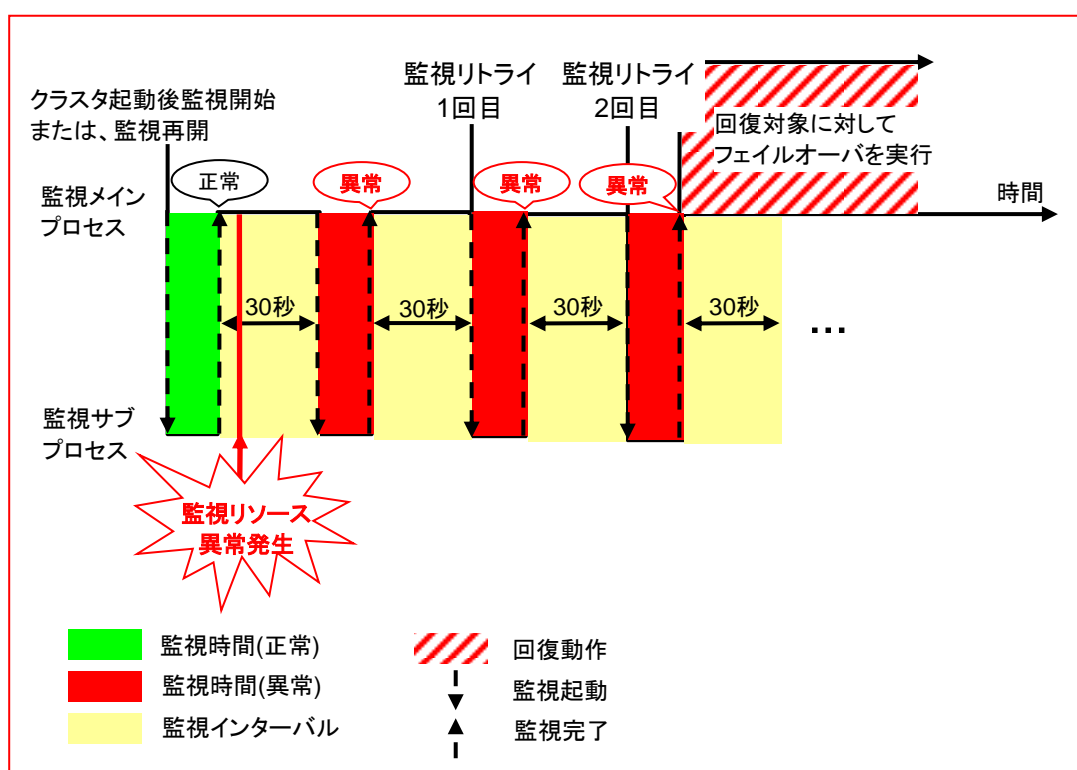 監視リトライ
1回目
監視リトライ
2回目
クラスタ起動後監視開始
または、監視再開
回復対象に対して
フェイルオーバを実行
正常
異常
異常
異常
監視メイン
プロセス
時間
30秒
30秒
30秒
30秒
...
監視サブ
プロセス
監視リソース
異常発生
監視時間(正常)
監視時間(異常)
監視インターバル
回復動作
監視起動
監視完了